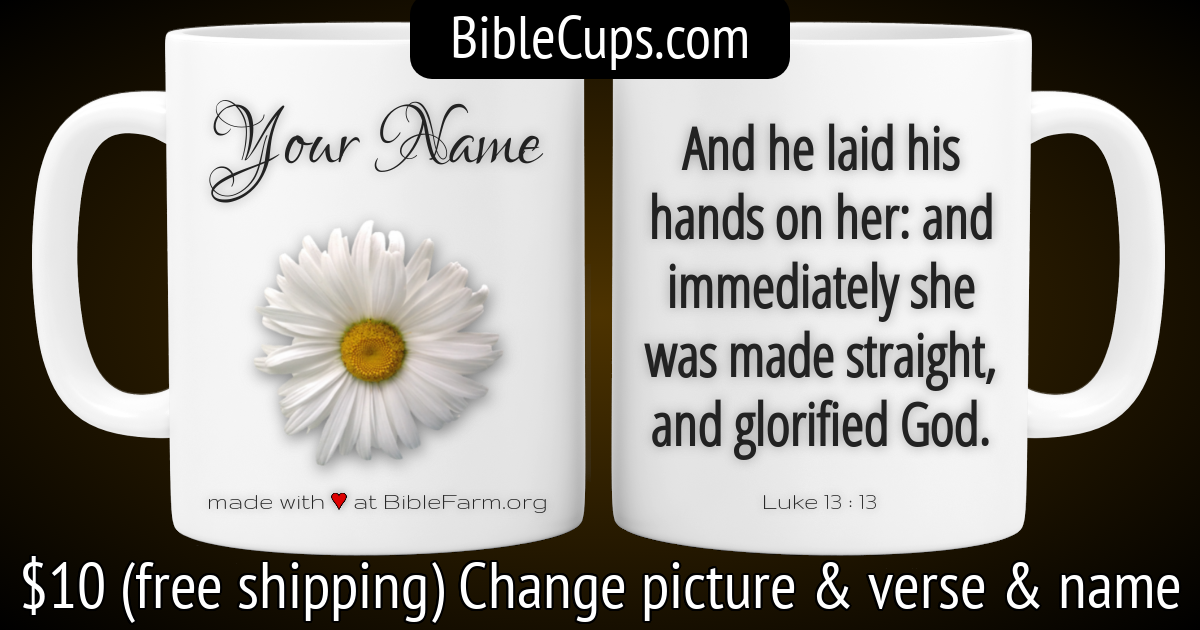 BibleCups.com
Your Name
made with ♥ at BibleFarm.org
And he laid his
hands on her: and
immediately she
was made straight,
and glorified God.
Luke 13 : 13
$10 (free shipping) Change picture & verse & name